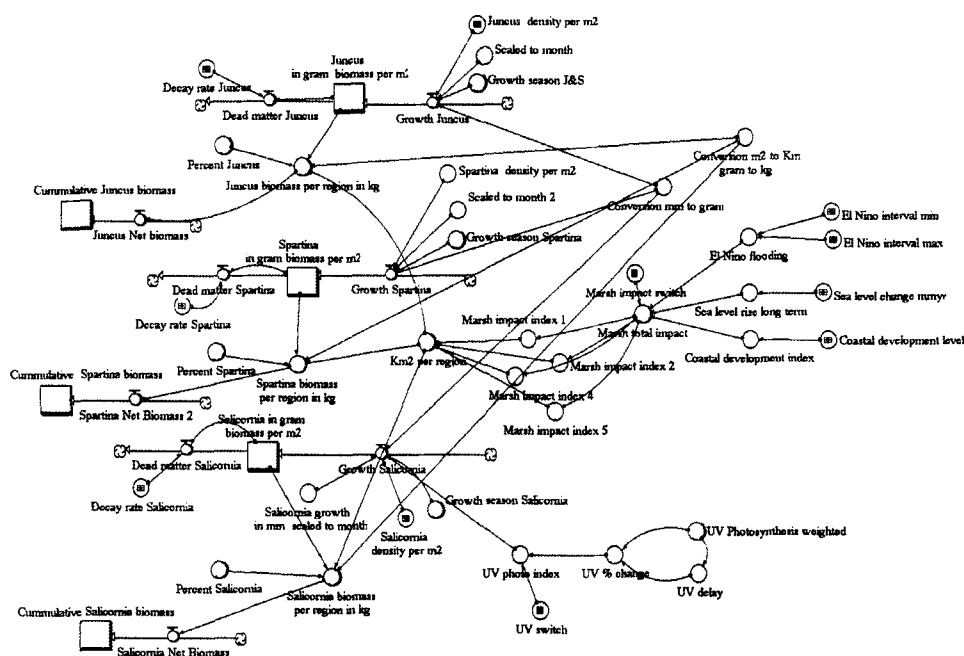 Juncus density per m2
Scaled to month
Juncus
in gram biomass per m2
Growth season J&S
Decay rate Juncus
Dead matter Juncus
Growth Juncus
Percent Juncus
Juncus biomass per region in kg
Conversion m2 to Km
gram to kg
Spartina density per m2
Conversion mm to gram
Cummulative Juncus biomass
Scaled to month 2
El Nino interval min
Juncus Net biomass
Growth season Spartina
El Nino interval max
Spartina
in gram biomass per m2
El Nino flooding
Dead matter Spartina
Growth Spartina
Marsh impact switch
Decay rate Spartina
Sea level rise long term
Sea level change mmyr
Marsh impact index 1
Marsh total impact
Km2 per region
Coastal development index
Coastal development level
Percent Spartina
Marsh impact index 2
Cummulative Spartina biomass
Spartina biomass
per region in kg
Marsh impact index 4
Spartina Net Biomass 2
Marsh impact index 5
Salicornia in gram
biomass per m2
Dead matter Salicornia
Growth Salicornia
Decay rate Salicornia
Salicornia growth
in mm scaled to month
Growth season Salicornia
Salicornia
density per m2
UV Photosynthesis weighted
UV photo index
UV % change
UV delay
Percent Salicornia
Salicornia biomass
per region in kg
Cummulative Salicornia biomass
UV switch
Salicornia Net Biomass